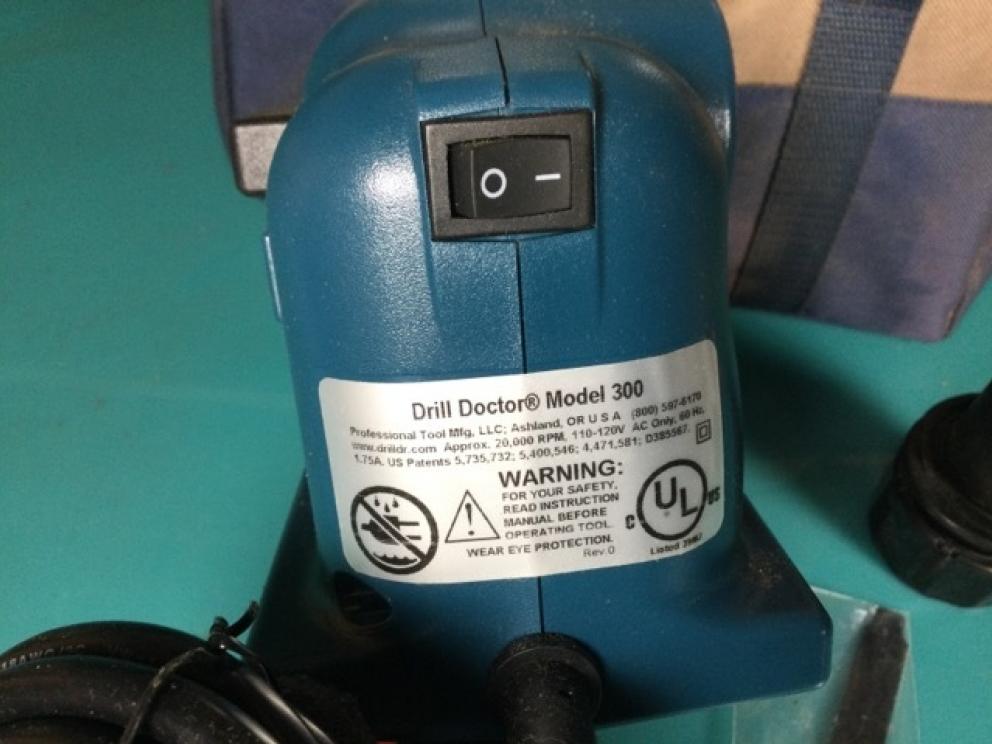 O —
Drill Doctor® Model 300
Professional Tool Mfg, LLC; Ashland, OR U S A (800) 597-6170
www.drilldr.com Approx. 20,000 RPM, 110-120V AC Only, 60 Hz,
1.75A. US Patents 5,735,732; 5,400,546; 4,471,581; D385567.
WARNING:
FOR YOUR SAFETY,
READ INSTRUCTION
MANUAL BEFORE
OPERATING TOOL.
WEAR EYE PROTECTION.
Rev.0
C UL US
Listed
18AWG